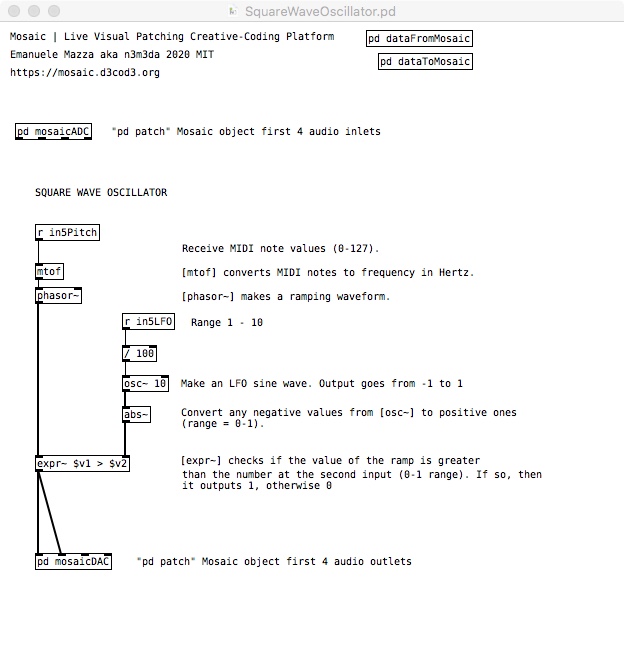 SquareWaveOscillator.pd
Mosaic | Live Visual Patching Creative-Coding Platform
pd dataFromMosaic
Emanuele Mazza aka n3m3da 2020 MIT
pd dataToMosaic
https://mosaic.d3cod3.org
pd mosaicADC
"pd patch" Mosaic object first 4 audio inlets
SQUARE WAVE OSCILLATOR
r in5Pitch
Receive MIDI note values (0-127).
mtof
[mtof] converts MIDI notes to frequency in Hertz.
phasor~
[phasor~] makes a ramping waveform.
r in5LFO
Range 1 - 10
/ 100
osc~ 10
Make an LFO sine wave. Output goes from -1 to 1
abs~
Convert any negative values from [osc~] to positive ones
(range = 0-1).
expr~ $v1 > $v2
[expr~] checks if the value of the ramp is greater
than the number at the second input (0-1 range). If so, then
it outputs 1, otherwise 0
pd mosaicDAC
"pd patch" Mosaic object first 4 audio outlets